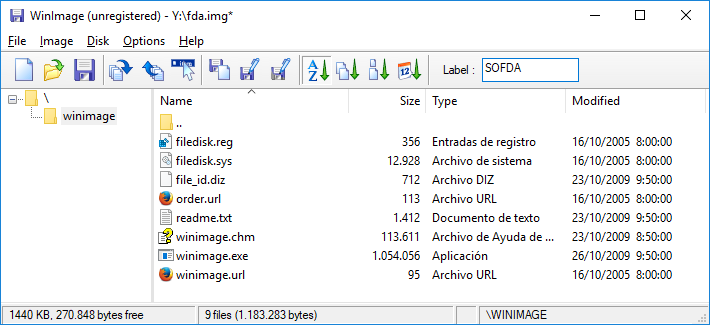 WinImage (unregistered) - Y:\fda.img*
File Image Disk Options Help
Label : SOFDA
\
winimage
Name Size Type Modified
..
filedisk.reg 356 Entradas de registro 16/10/2005 8:00:00
filedisk.sys 12.928 Archivo de sistema 16/10/2005 8:00:00
file_id.diz 712 Archivo DIZ 23/10/2009 9:50:00
order.url 113 Archivo URL 16/10/2005 8:00:00
readme.txt 1.412 Documento de texto 23/10/2009 9:50:00
winimage.chm 113.611 Archivo de Ayuda de ... 23/10/2009 8:50:00
winimage.exe 1.054.056 Aplicación 26/10/2009 9:50:00
winimage.url 95 Archivo URL 16/10/2005 8:00:00
1440 KB, 270.848 bytes free 9 files (1.183.283 bytes) \WINIMAGE